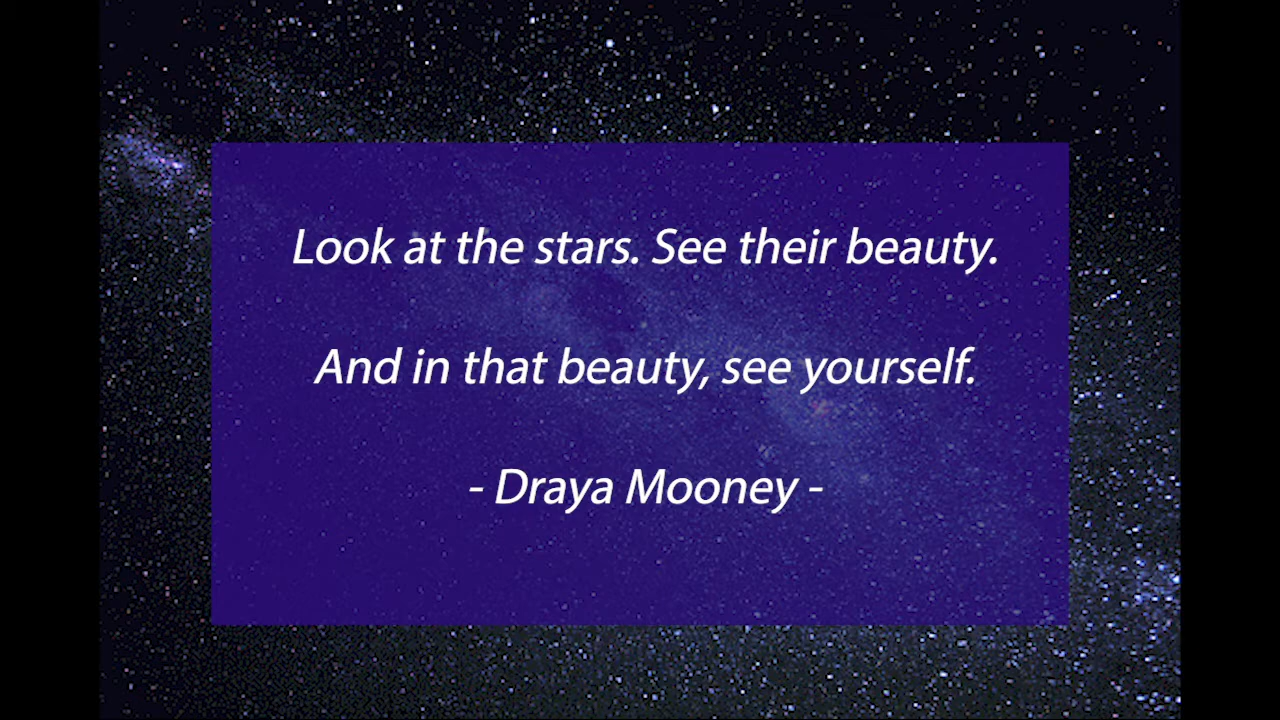 Look at the stars. See their beauty.
And in that beauty, see yourself.
- Draya Mooney -